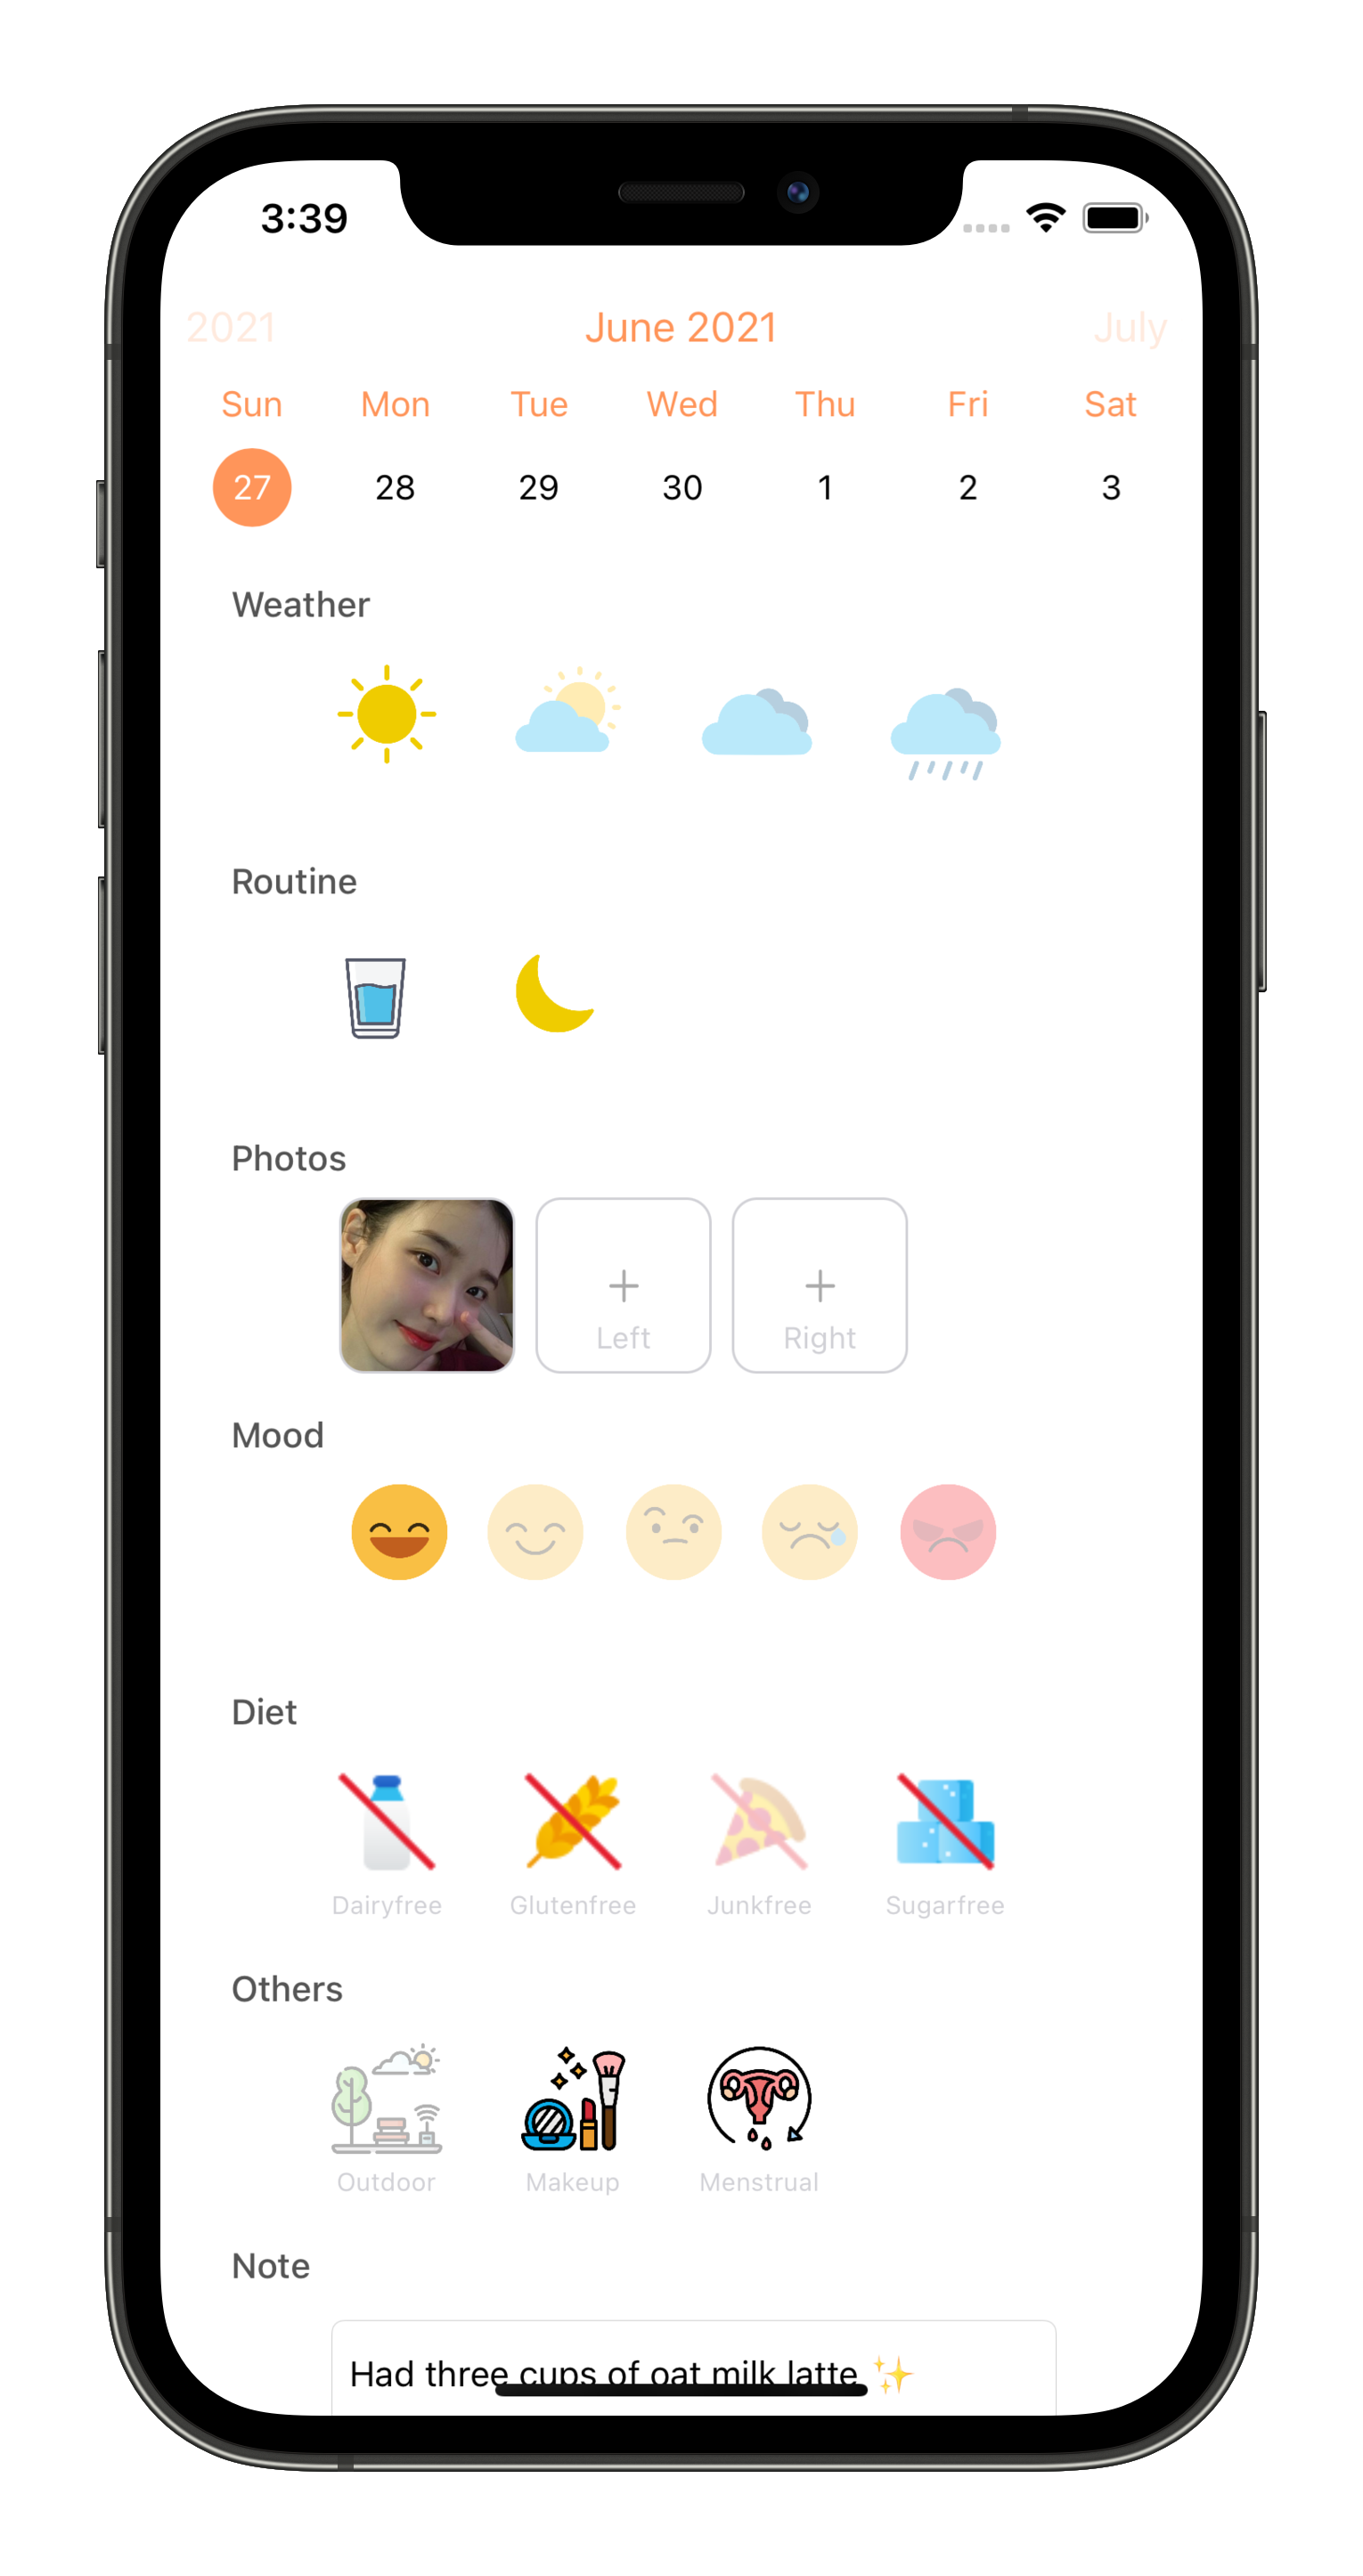 3:39
2021 June 2021 July
Sun Mon Tue Wed Thu Fri Sat
27 28 29 30 1 2 3
Weather
Routine
Photos
+ +
Left Right
Mood
Diet
Dairyfree Glutenfree Junkfree Sugarfree
Others
Outdoor Makeup Menstrual
Note
Had three cups of oat milk latte ✨